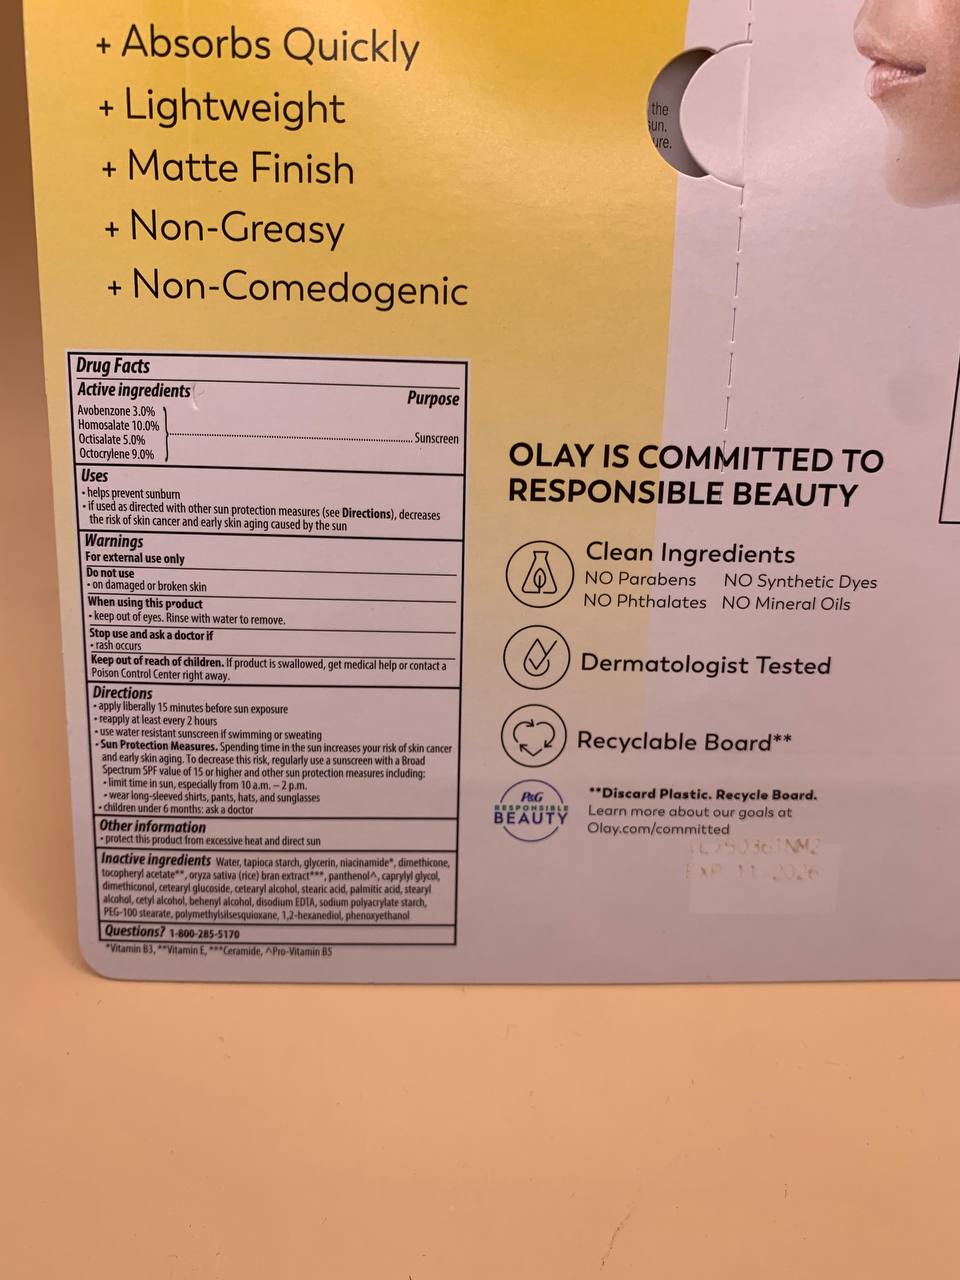 + Absorbs Quickly
+ Lightweight
+ Matte Finish
+ Non-Greasy
+ Non-Comedogenic
the
sun.
ure.
Drug Facts
Active ingredients Purpose
Avobenzone 3.0%
Homosalate 10.0%
Octisalate 5.0%
Octocrylene 9.0%
Sunscreen
Uses
• helps prevent sunburn
• if used as directed with other sun protection measures (see Directions), decreases
the risk of skin cancer and early skin aging caused by the sun
Warnings
For external use only
Do not use
• on damaged or broken skin
When using this product
• keep out of eyes. Rinse with water to remove.
Stop use and ask a doctor if
• rash occurs
Keep out of reach of children. If product is swallowed, get medical help or contact a
Poison Control Center right away.
Directions
• apply liberally 15 minutes before sun exposure
• reapply at least every 2 hours
• use water resistant sunscreen if swimming or sweating
• Sun Protection Measures. Spending time in the sun increases your risk of skin cancer
and early skin aging. To decrease this risk, regularly use a sunscreen with a Broad
Spectrum SPF value of 15 or higher and other sun protection measures including:
• limit time in sun, especially from 10 a.m. – 2 p.m.
• wear long-sleeved shirts, pants, hats, and sunglasses
• children under 6 months: ask a doctor
Other information
• protect this product from excessive heat and direct sun
Inactive ingredients Water, tapioca starch, glycerin, niacinamide*, dimethicone,
tocopheryl acetate**, oryza sativa (rice) bran extract***, panthenol^, caprylyl glycol,
dimethiconol, cetearyl glucoside, cetearyl alcohol, stearic acid, palmitic acid, stearyl
alcohol, cetyl alcohol, behenyl alcohol, disodium EDTA, sodium polyacrylate starch,
PEG-100 stearate, polymethylsilsesquioxane, 1,2-hexanediol, phenoxyethanol
Questions? 1-800-285-5170
*Vitamin B3, **Vitamin E, ***Ceramide, ^Pro-Vitamin B5
OLAY IS COMMITTED TO
RESPONSIBLE BEAUTY
Clean Ingredients
NO Parabens NO Synthetic Dyes
NO Phthalates NO Mineral Oils
Dermatologist Tested
Recyclable Board**
P&G
RESPONSIBLE
BEAUTY
**Discard Plastic. Recycle Board.
Learn more about our goals at
Olay.com/committed
EXP 11 2026